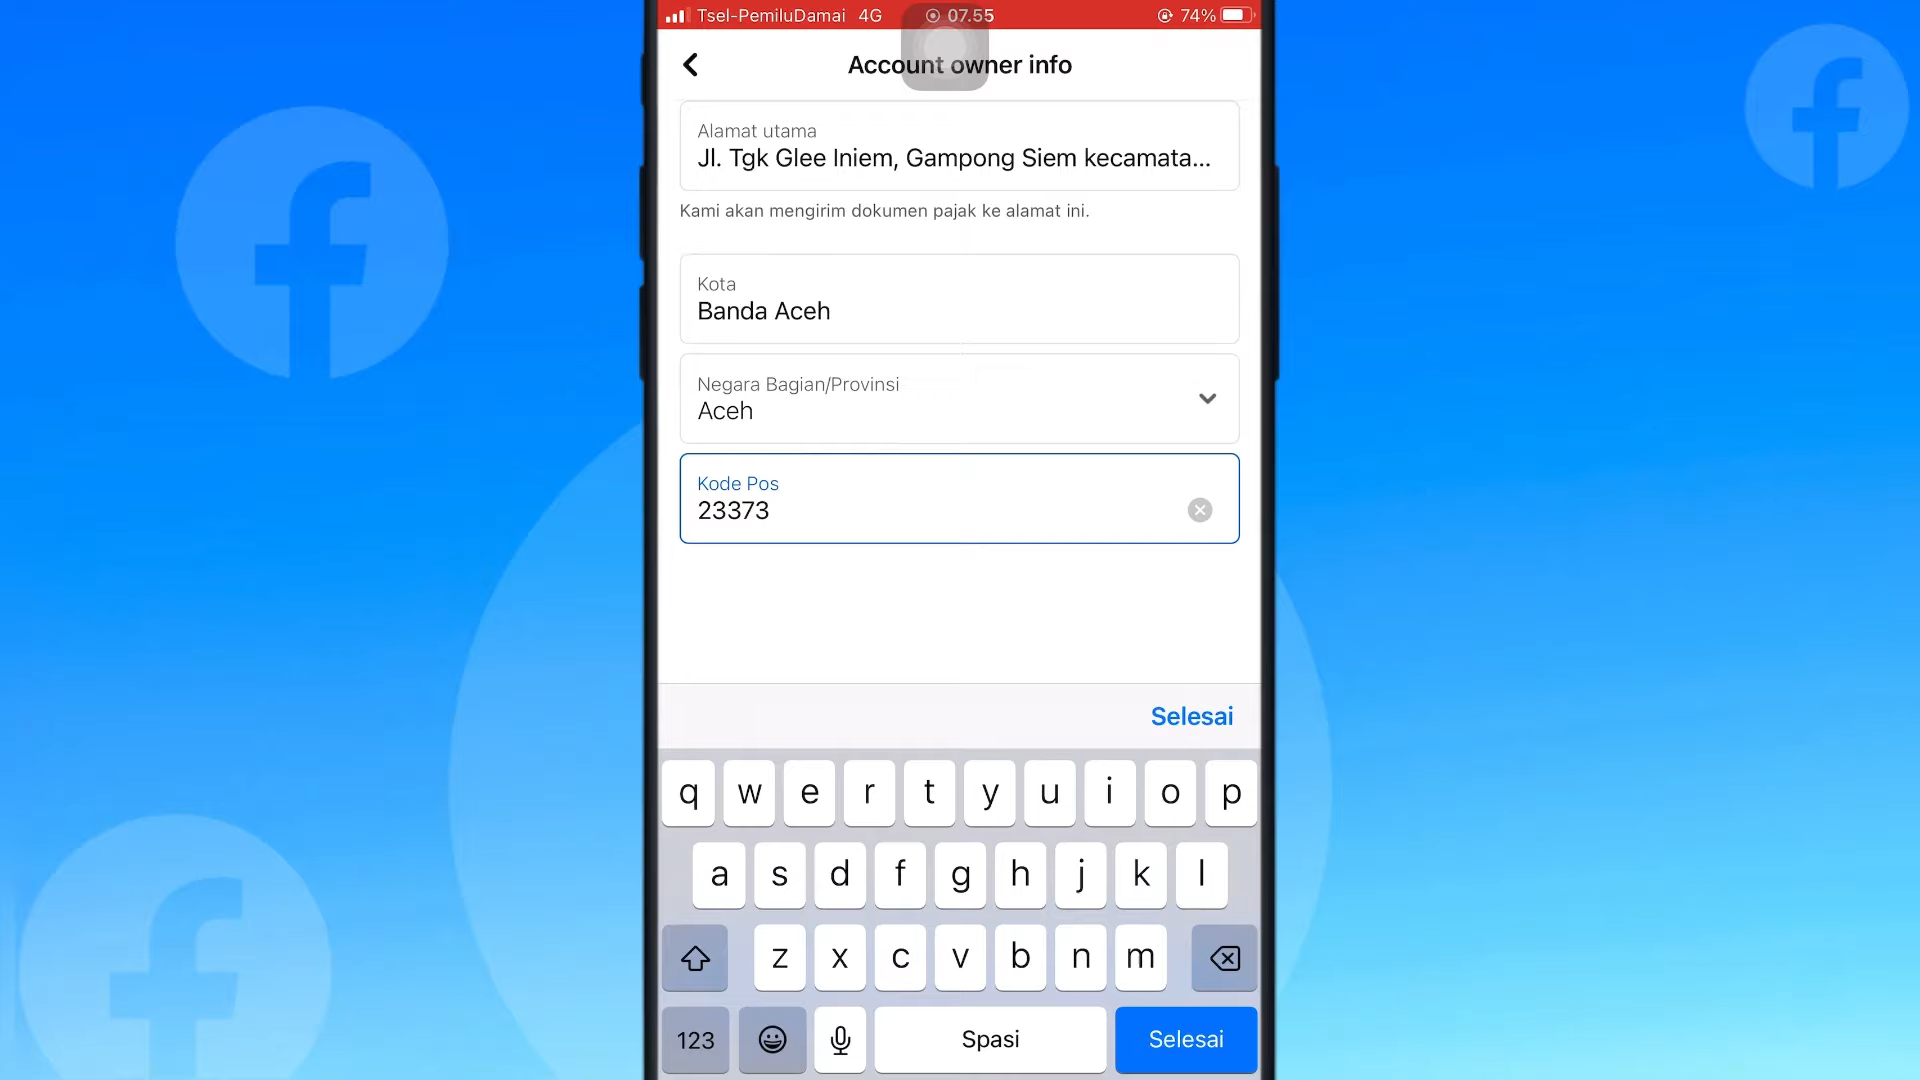 Tsel-PemiluDamai 4G 07.55 74%
Account owner info
Alamat utama
Jl. Tgk Glee Iniem, Gampong Siem kecamata...
Kami akan mengirim dokumen pajak ke alamat ini.
Kota
Banda Aceh
Negara Bagian/Provinsi
Aceh
Kode Pos
23373
Selesai
q w e r t y u i o p
a s d f g h j k l
z x c v b n m
123 Spasi Selesai